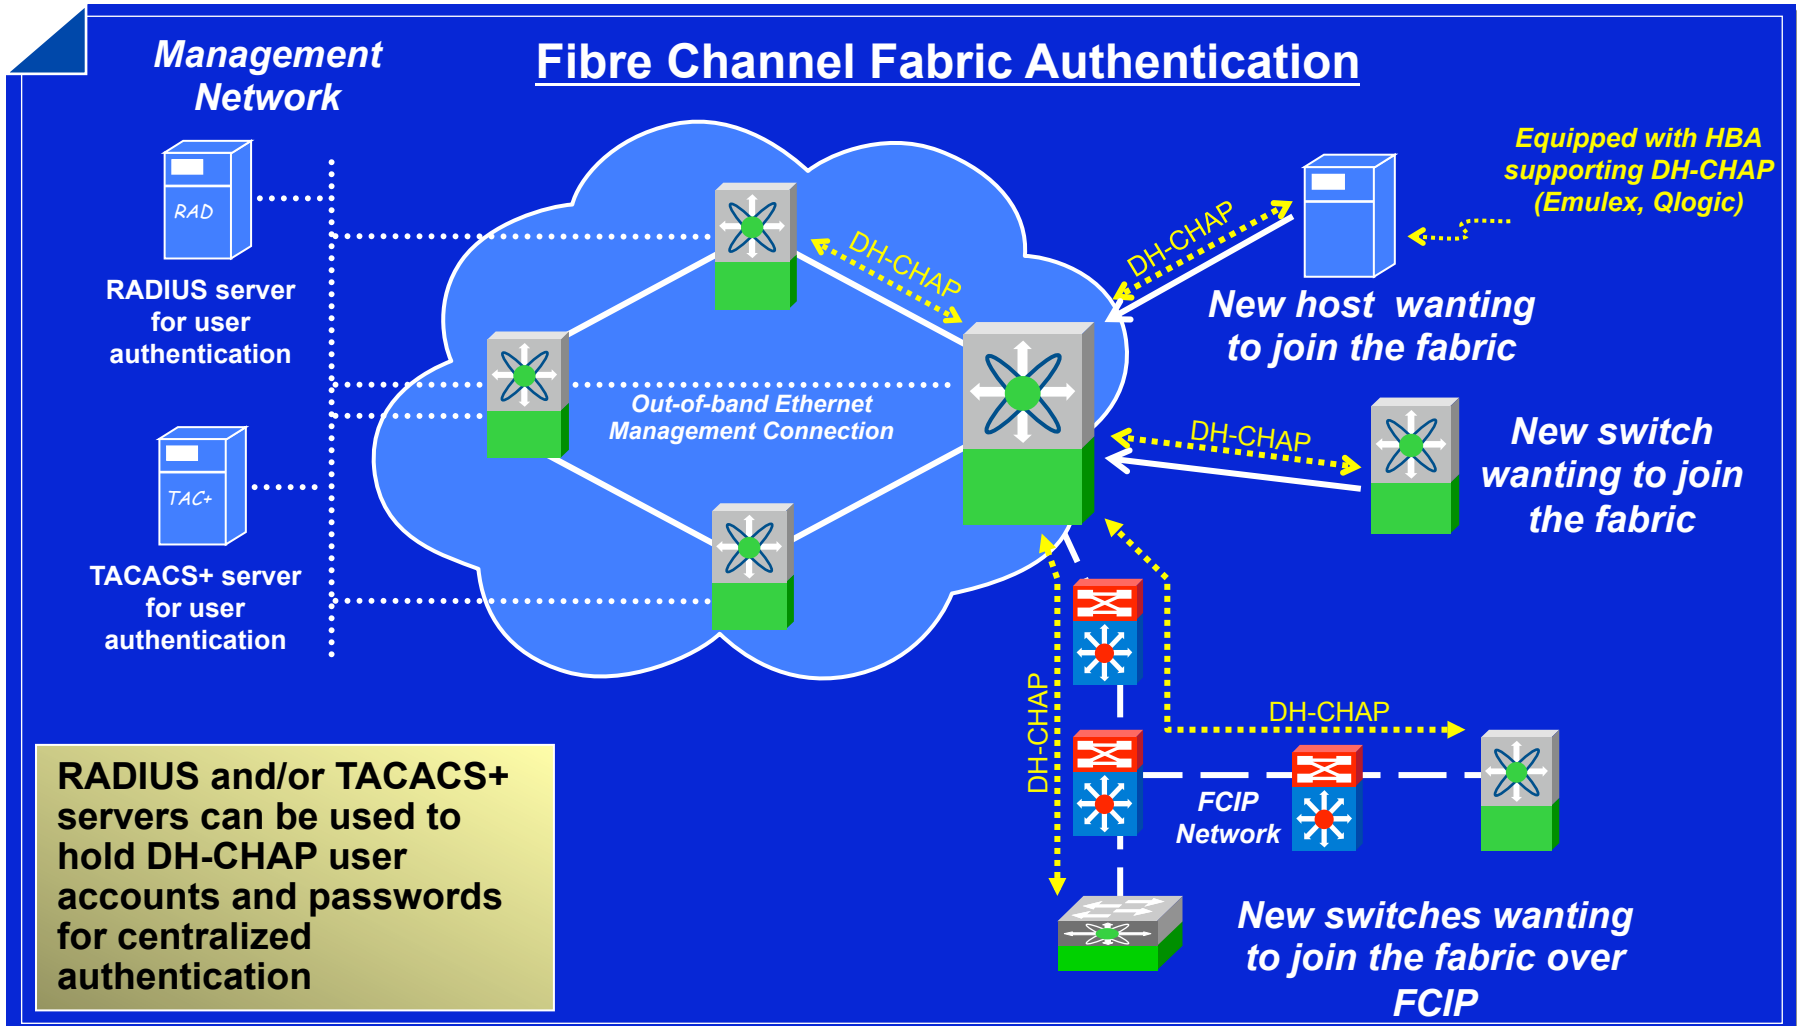 Management
Network
Fibre Channel Fabric Authentication
RAD
RADIUS server
for user
authentication
TAC+
TACACS+ server
for user
authentication
DH-CHAP
Out-of-band Ethernet
Management Connection
DH-CHAP
Equipped with HBA
supporting DH-CHAP
(Emulex, Qlogic)
New host wanting
to join the fabric
DH-CHAP
New switch
wanting to join
the fabric
DH-CHAP
DH-CHAP
FCIP
Network
New switches wanting
to join the fabric over
FCIP
RADIUS and/or TACACS+
servers can be used to
hold DH-CHAP user
accounts and passwords
for centralized
authentication